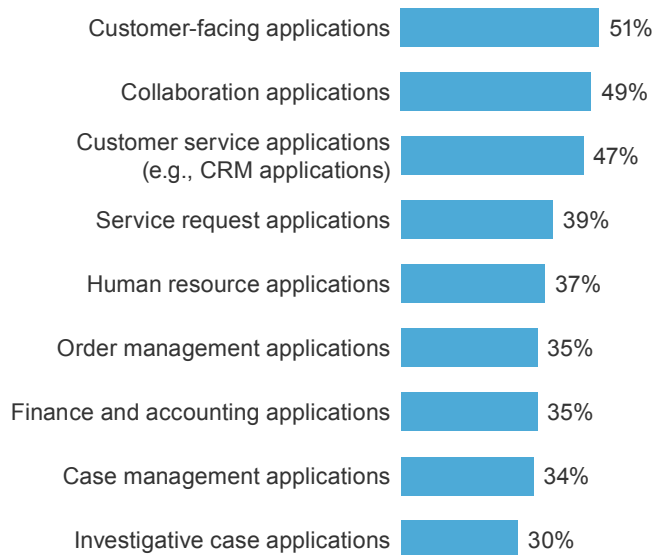 Customer-facing applications 51%
Collaboration applications 49%
Customer service applications
(e.g., CRM applications) 47%
Service request applications 39%
Human resource applications 37%
Order management applications 35%
Finance and accounting applications 35%
Case management applications 34%
Investigative case applications 30%